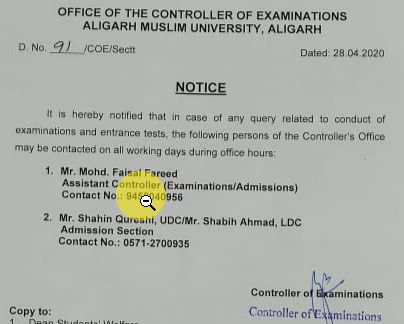 OFFICE OF THE CONTROLLER OF EXAMINATIONS
ALIGARH MUSLIM UNIVERSITY, ALIGARH
D. No. 91 /COE/Sectt
Dated: 28.04.2020
NOTICE
It is hereby notified that in case of any query related to conduct of
examinations and entrance tests, the following persons of the Controller's Office
may be contacted on all working days during office hours:
1. Mr. Mohd. Faisal Fareed
Assistant Controller (Examinations/Admissions)
Contact No.:
2. Mr. Shahin Qureshi, UDC/Mr. Shabih Ahmad, LDC
Admission Section
Contact No.: 0571-2700935
Controller of Examinations
Controller of Examinations
Copy to:
1. Dean Students' Welfare